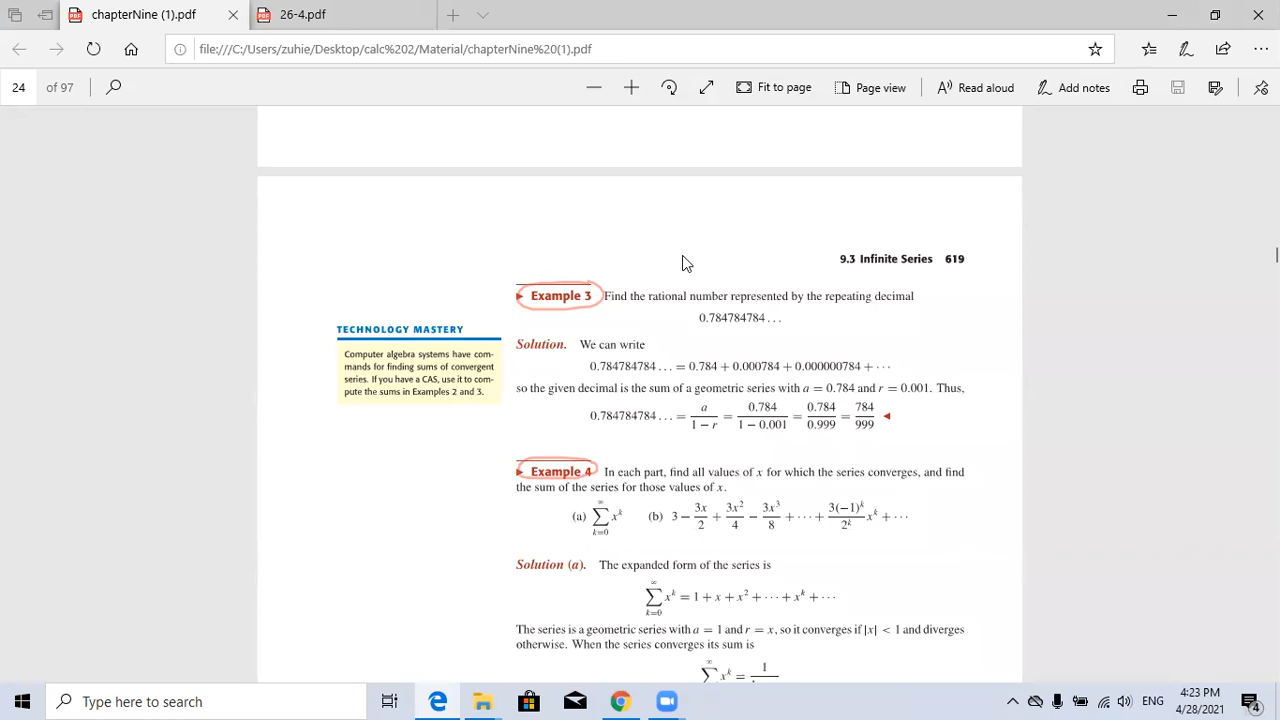 chapterNine (1).pdf
26-4.pdf
file:///C:/Users/zuhie/Desktop/calc%202/Material/chapterNine%20(1).pdf
24 of 97
Fit to page
Page view
Read aloud
Add notes
9.3 Infinite Series 619
Example 3 Find the rational number represented by the repeating decimal
0.784784784 . . .
TECHNOLOGY MASTERY
Computer algebra systems have com-
mands for finding sums of convergent
series. If you have a CAS, use it to com-
pute the sums in Examples 2 and 3.
Solution. We can write
0.784784784 . . . = 0.784 + 0.000784 + 0.000000784 + · · ·
so the given decimal is the sum of a geometric series with a = 0.784 and r = 0.001. Thus,
0.784784784 . . . = a/(1 − r) = 0.784/(1 − 0.001) = 0.784/0.999 = 784/999
Example 4 In each part, find all values of x for which the series converges, and find
the sum of the series for those values of x.
(a) ∑_{k=0}^{∞} x^k (b) 3 − 3x/2 + 3x²/4 − 3x³/8 + · · · + 3(−1)^k/2^k x^k + · · ·
Solution (a). The expanded form of the series is
∑_{k=0}^{∞} x^k = 1 + x + x² + · · · + x^k + · · ·
The series is a geometric series with a = 1 and r = x, so it converges if |x| < 1 and diverges
otherwise. When the series converges its sum is
∞ ∑ x^k = 1
Type here to search
ENG
4:23 PM
4/28/2021
4